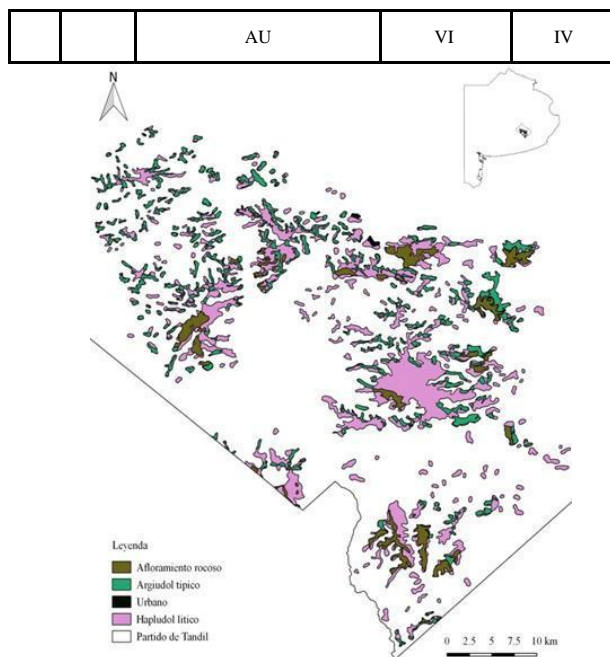 AU VI IV
N
Leyenda
Afloramiento rocoso
Argiudol típico
Urbano
Hapludol lítico
Partido de Tandil
0 2.5 5 7.5 10 km